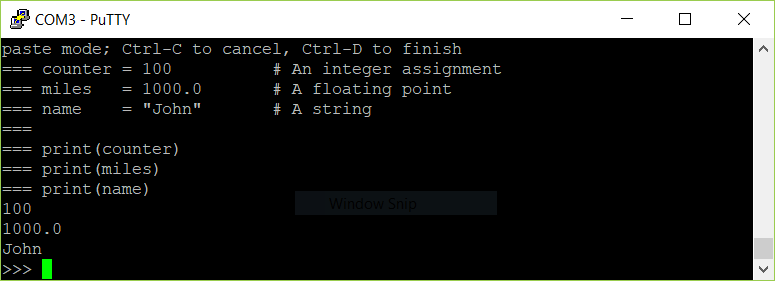 COM3 - PuTTY
paste mode; Ctrl-C to cancel, Ctrl-D to finish
=== counter = 100          # An integer assignment
=== miles   = 1000.0       # A floating point
=== name    = "John"       # A string
===
=== print(counter)
=== print(miles)
=== print(name)
Window Snip
100
1000.0
John
>>>